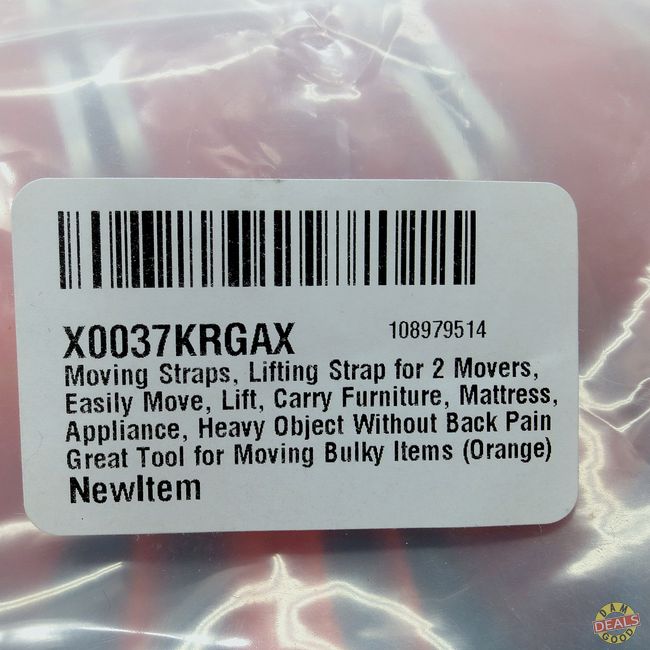 X0037KRGAX 108979514
Moving Straps, Lifting Strap for 2 Movers,
Easily Move, Lift, Carry Furniture, Mattress,
Appliance, Heavy Object Without Back Pain
Great Tool for Moving Bulky Items (Orange)
NewItem
DAM
DEALS
GOOD